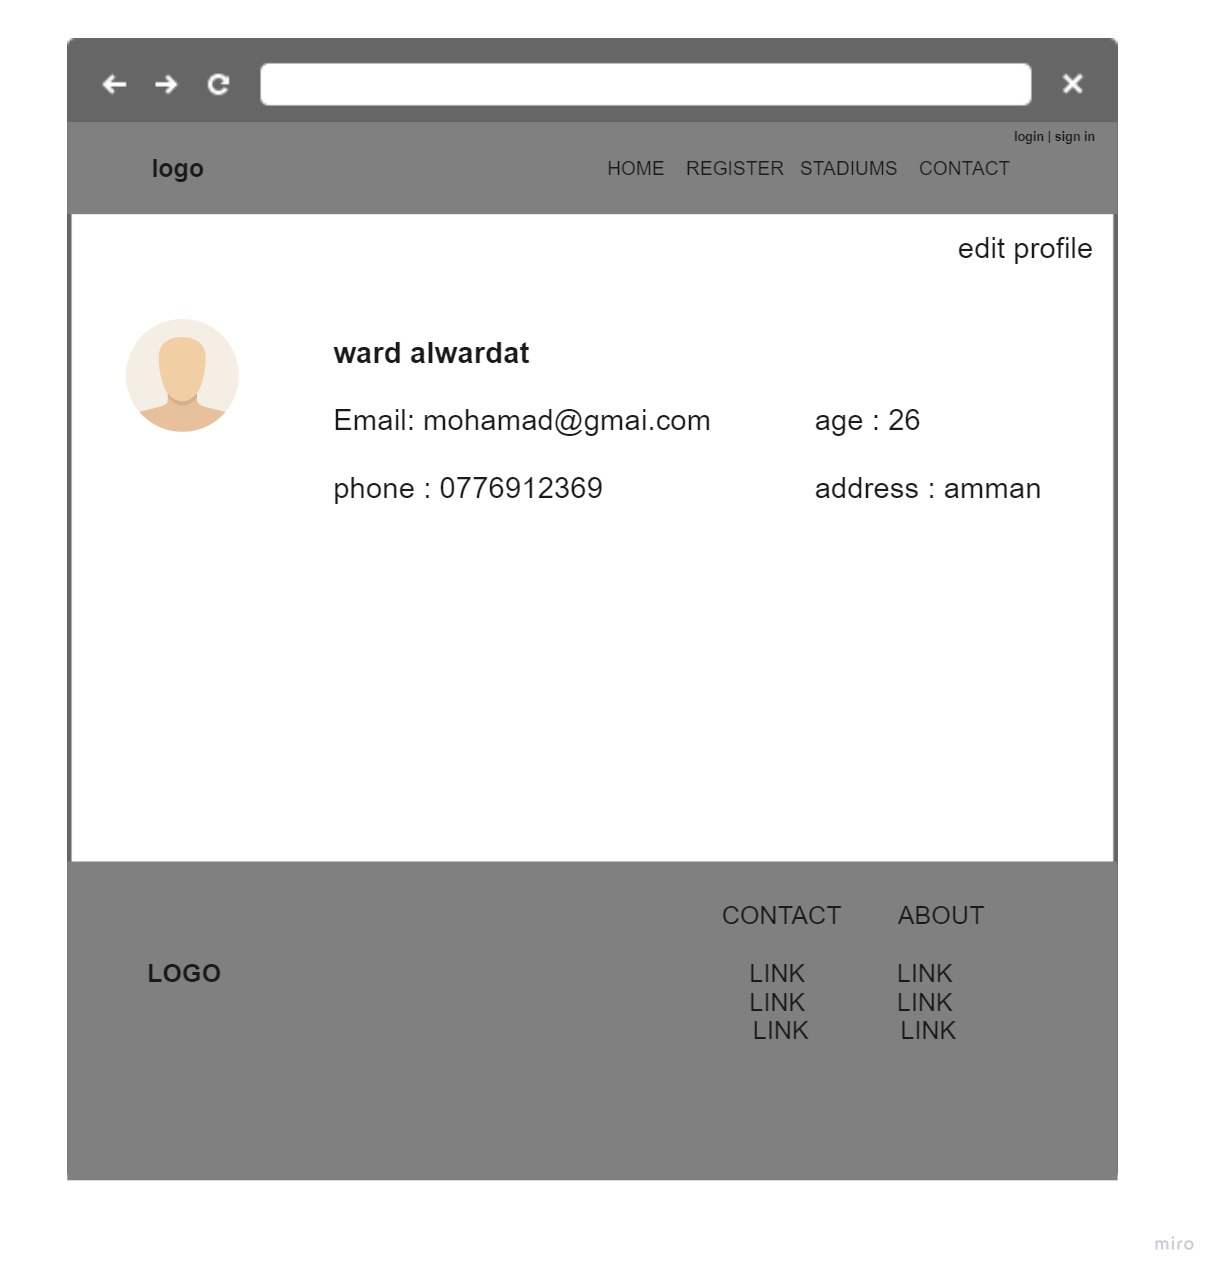 login | sign in
logo HOME REGISTER STADIUMS CONTACT
edit profile
ward alwardat
Email: mohamad@gmai.com age : 26
phone : 0776912369 address : amman
CONTACT ABOUT
LOGO LINK LINK
LINK LINK
LINK LINK
miro